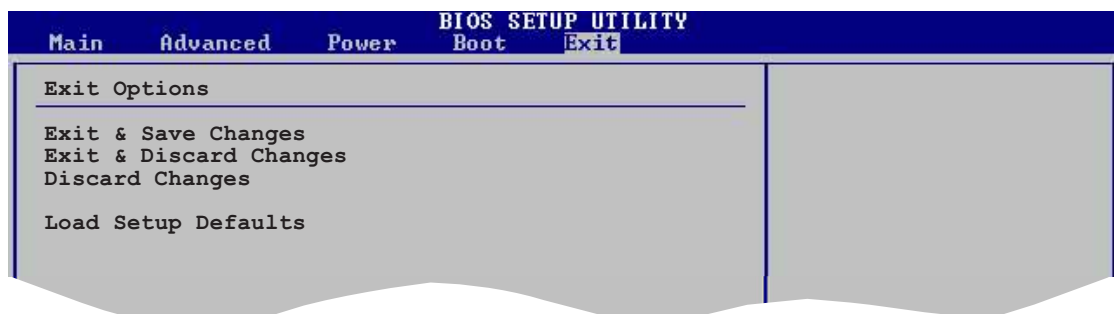 BIOS SETUP UTILITY
Main Advanced Power Boot Exit
Exit Options
Exit & Save Changes
Exit & Discard Changes
Discard Changes
Load Setup Defaults